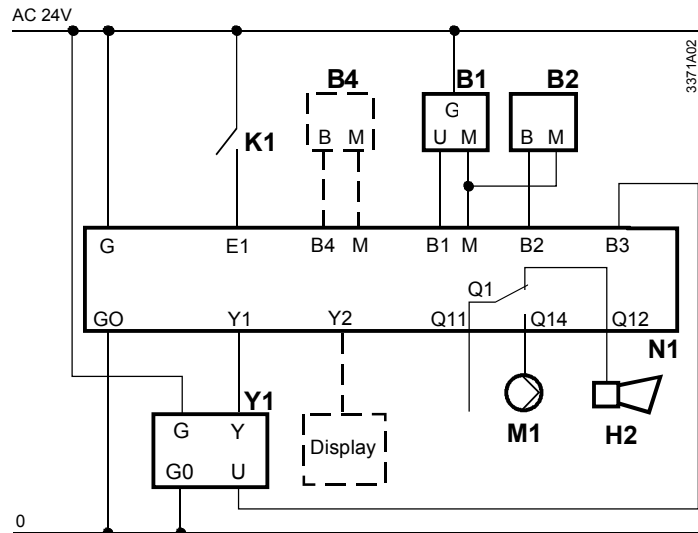 AC 24V
3371A02
B4 B1 B2
G
B M U M B M
K1
G E1 B4 M B1 M B2 B3
Q1
GO Y1 Y2 Q11 Q14 Q12
N1
Y1
G Y
M1 H2
Display
G0 U
0